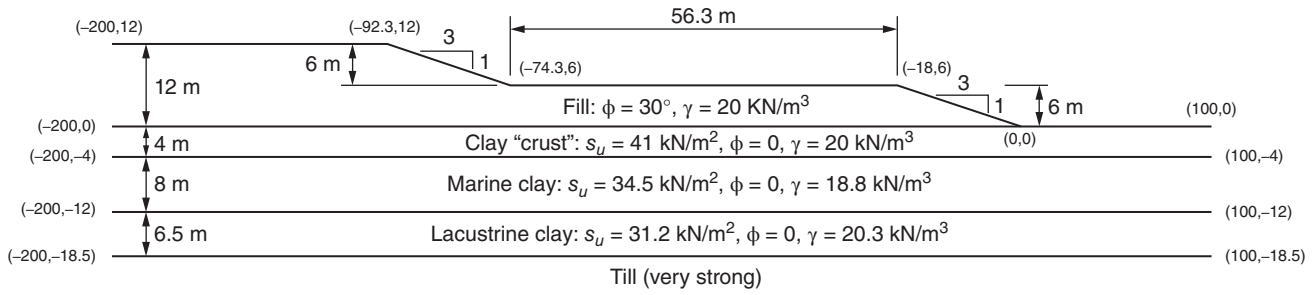 56.3 m
(−200,12)
(−92.3,12)
3
1
6 m
(−74.3,6)
(−18,6)
3
1
12 m
Fill: ϕ = 30°, γ = 20 KN/m³
6 m
(100,0)
(−200,0)
(0,0)
4 m
Clay “crust”: sᵤ = 41 kN/m², ϕ = 0, γ = 20 kN/m³
(−200,−4)
(100,−4)
8 m
Marine clay: sᵤ = 34.5 kN/m², ϕ = 0, γ = 18.8 kN/m³
(−200,−12)
(100,−12)
6.5 m
Lacustrine clay: sᵤ = 31.2 kN/m², ϕ = 0, γ = 20.3 kN/m³
(−200,−18.5)
(100,−18.5)
Till (very strong)